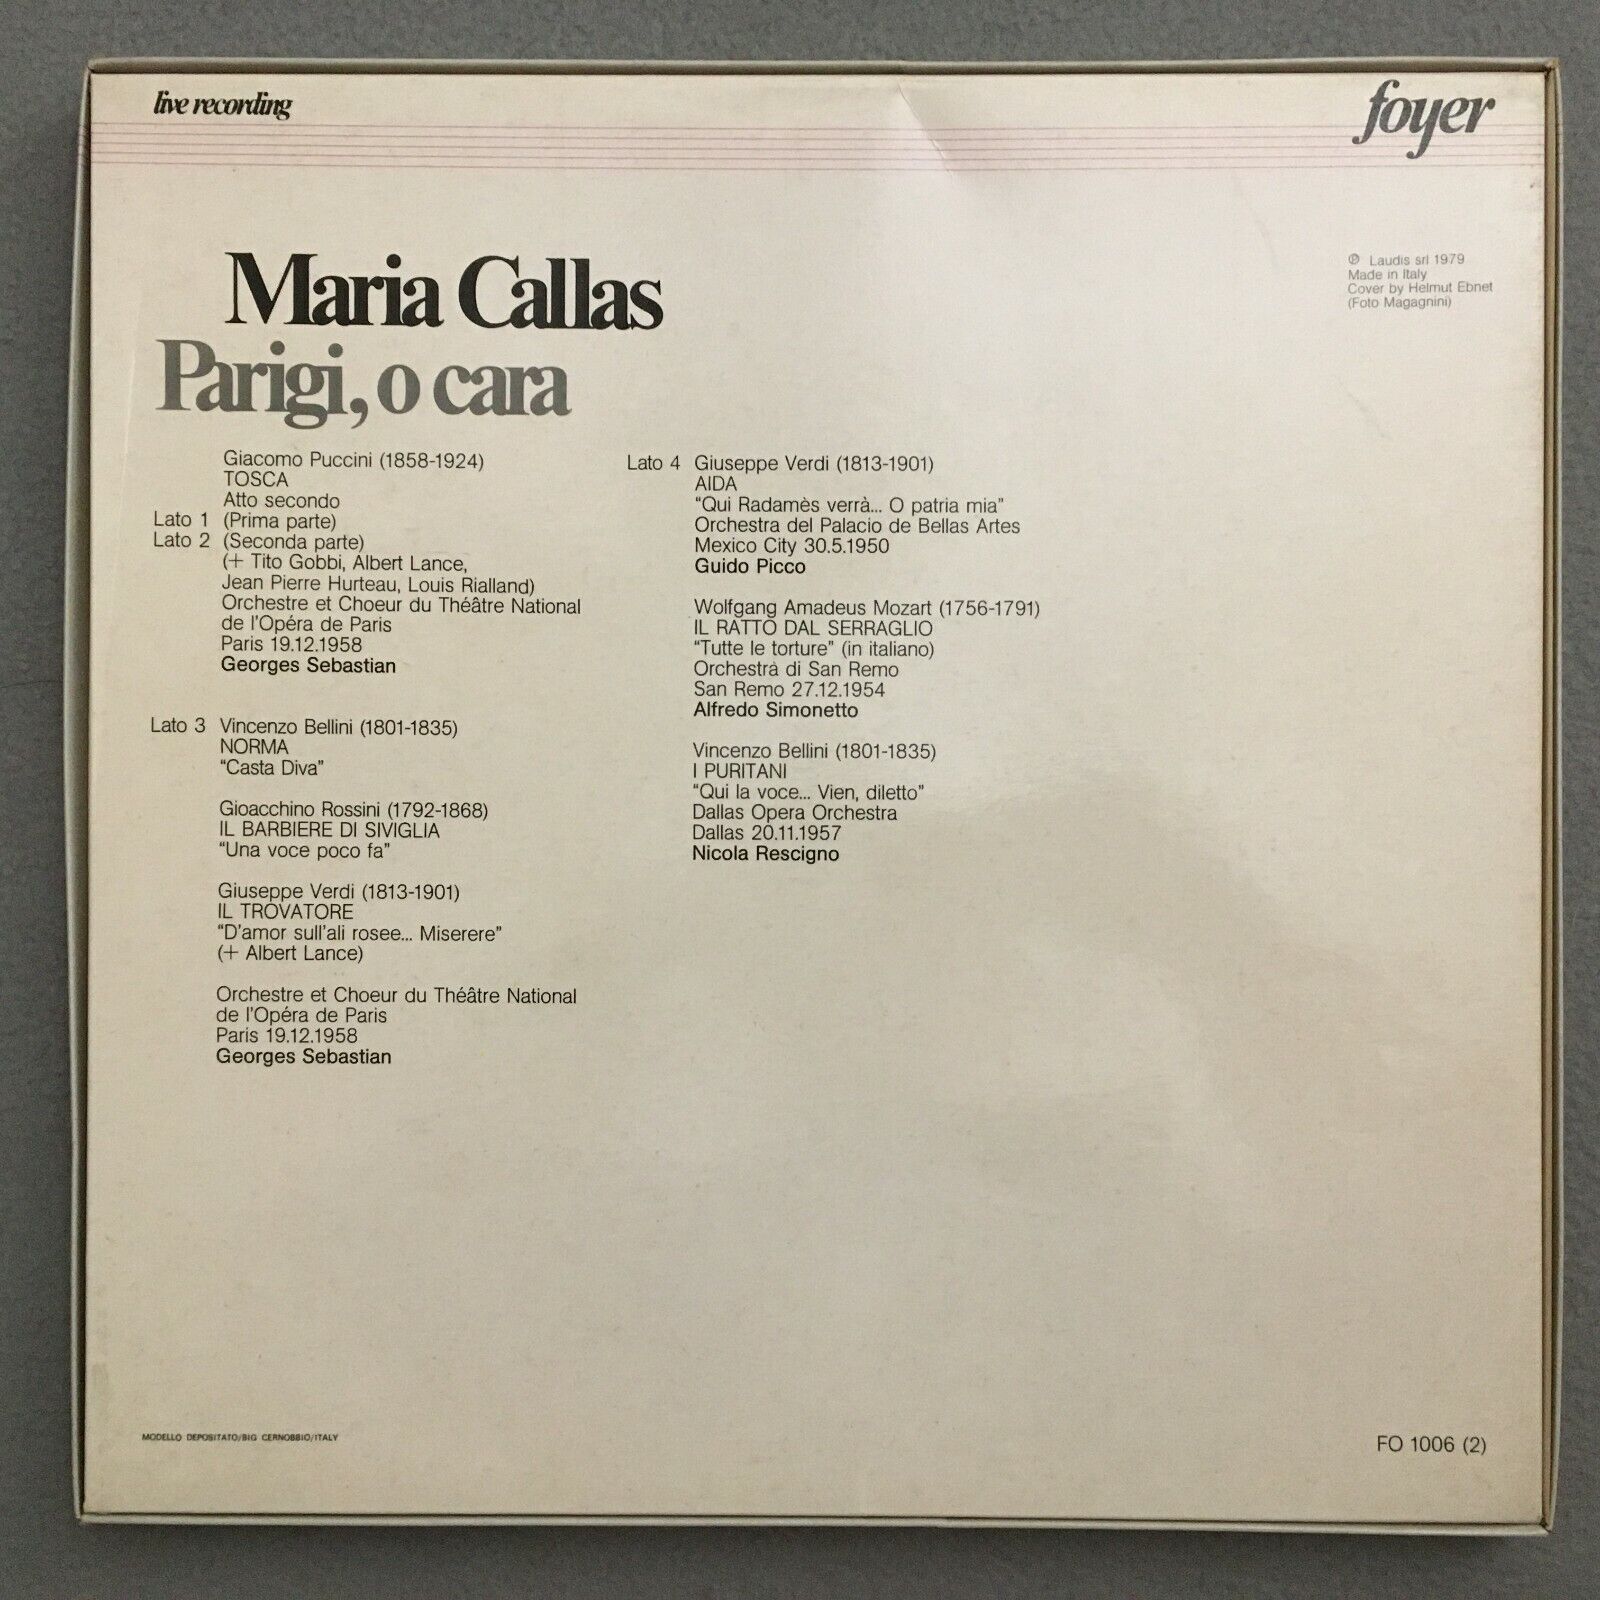 live recording
foyer
Maria Callas
Parigi, o cara
℗ Laudis srl 1979
Made in Italy
Cover by Helmut Ebnet
(Foto Magagnini)
Giacomo Puccini (1858-1924)
TOSCA
Atto secondo
Lato 1 (Prima parte)
Lato 2 (Seconda parte)
(+ Tito Gobbi, Albert Lance,
Jean Pierre Hurteau, Louis Rialland)
Orchestre et Choeur du Théâtre National
de l'Opéra de Paris
Paris 19.12.1958
Georges Sebastian
Lato 3 Vincenzo Bellini (1801-1835)
NORMA
“Casta Diva”
Gioacchino Rossini (1792-1868)
IL BARBIERE DI SIVIGLIA
“Una voce poco fa”
Giuseppe Verdi (1813-1901)
IL TROVATORE
“D'amor sull'ali rosee... Miserere”
(+ Albert Lance)
Orchestre et Choeur du Théâtre National
de l'Opéra de Paris
Paris 19.12.1958
Georges Sebastian
Lato 4 Giuseppe Verdi (1813-1901)
AIDA
“Qui Radamès verrà... O patria mia”
Orchestra del Palacio de Bellas Artes
Mexico City 30.5.1950
Guido Picco
Wolfgang Amadeus Mozart (1756-1791)
IL RATTO DAL SERRAGLIO
“Tutte le torture” (in italiano)
Orchestra di San Remo
San Remo 27.12.1954
Alfredo Simonetto
Vincenzo Bellini (1801-1835)
I PURITANI
“Qui la voce... Vien, diletto”
Dallas Opera Orchestra
Dallas 20.11.1957
Nicola Rescigno
MODELLO DEPOSITATO/BIG CERNOBBIO/ITALY
FO 1006 (2)